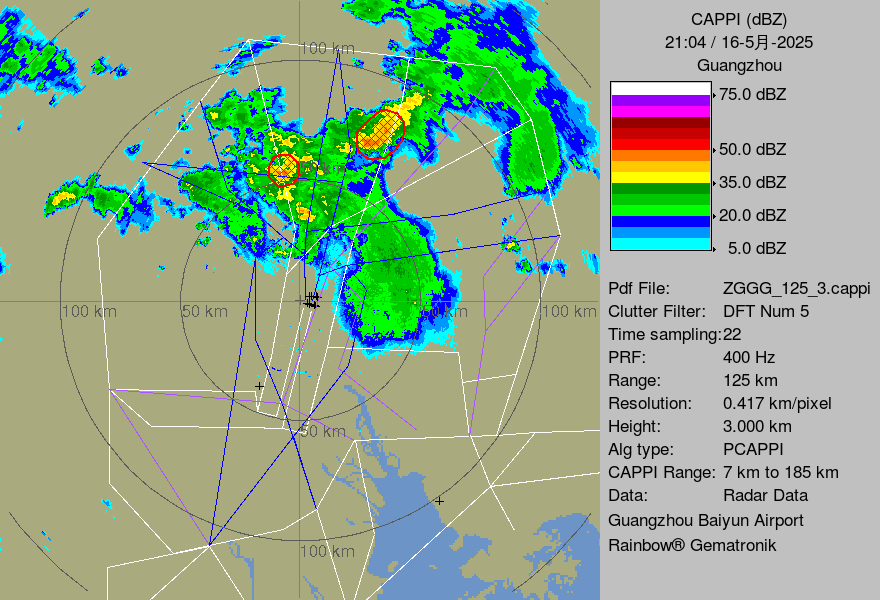 CAPPI (dBZ)
21:04 / 16-5月-2025
Guangzhou
75.0 dBZ
50.0 dBZ
35.0 dBZ
20.0 dBZ
5.0 dBZ
Pdf File: ZGGG_125_3.cappi
Clutter Filter: DFT Num 5
Time sampling:22
PRF: 400 Hz
Range: 125 km
Resolution: 0.417 km/pixel
Height: 3.000 km
Alg type: PCAPPI
CAPPI Range: 7 km to 185 km
Data: Radar Data
Guangzhou Baiyun Airport
Rainbow® Gematronik
100 km
100 km
50 km
km
100 km
50 km
100 km